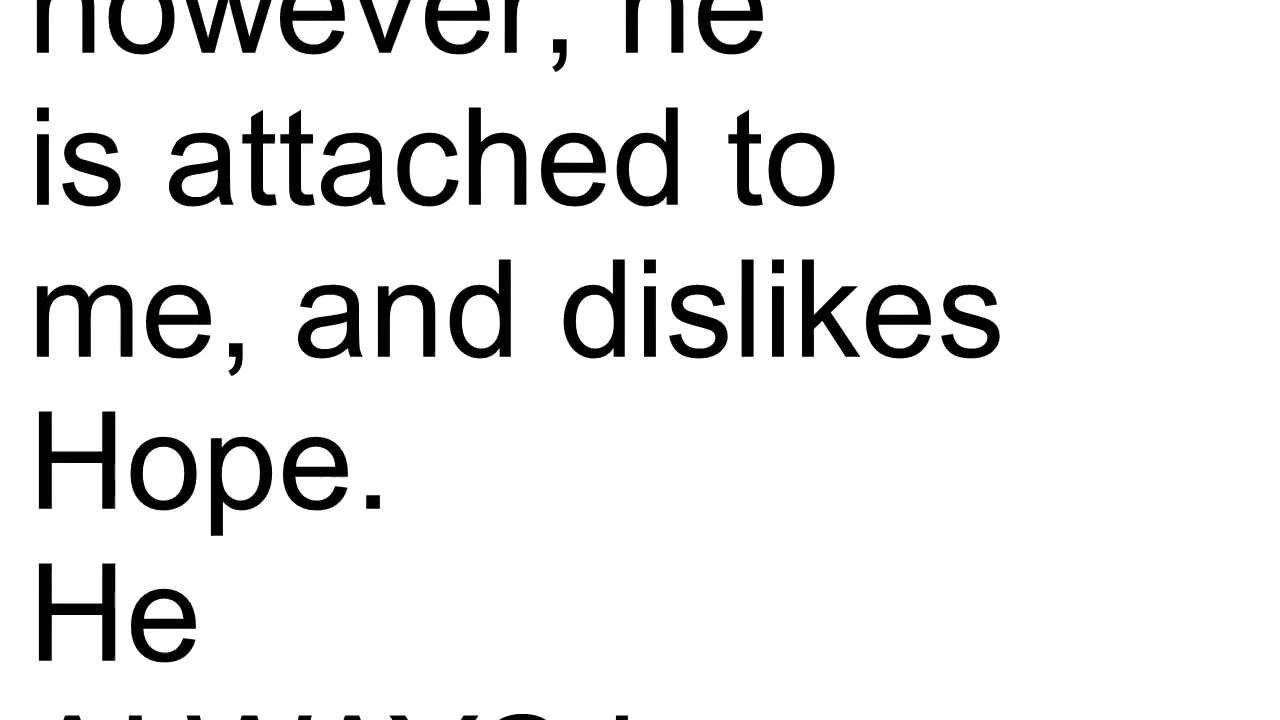 however, he
is attached to
me, and dislikes
Hope.
He